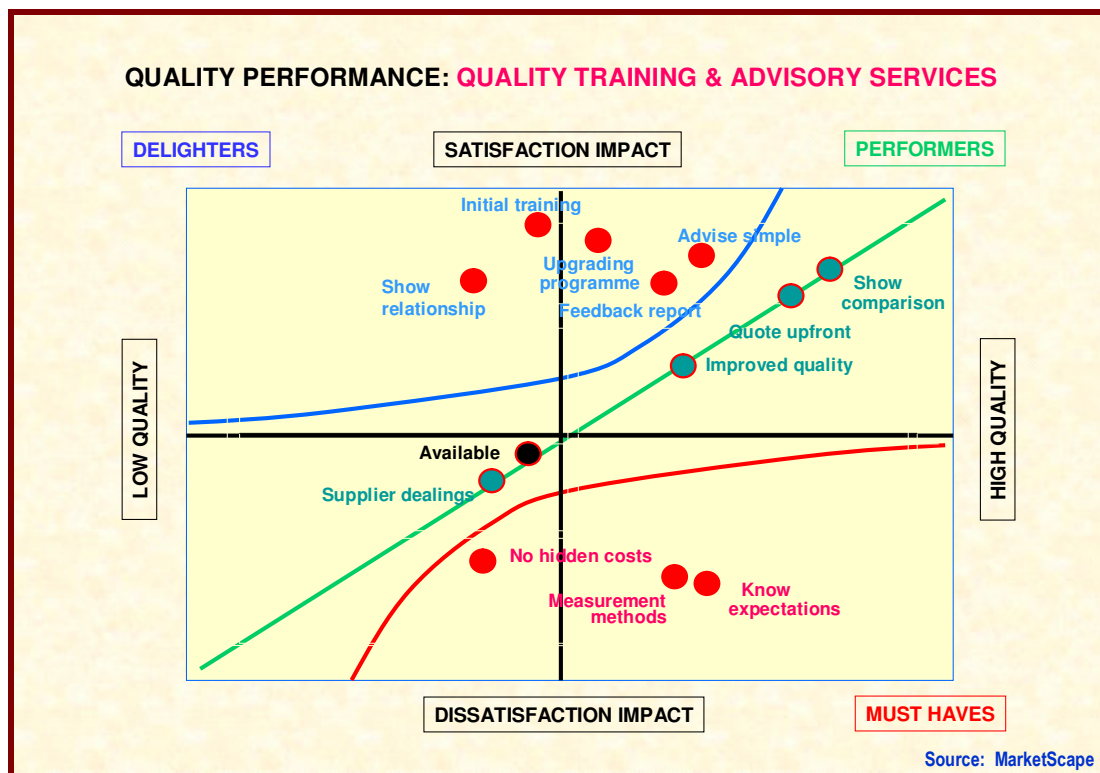 QUALITY PERFORMANCE: QUALITY TRAINING & ADVISORY SERVICES
DELIGHTERS
SATISFACTION IMPACT
PERFORMERS
Initial training
Advise simple
Upgrading
programme
Show
relationship
Feedback report
Show
comparison
Quote upfront
Improved quality
LOW QUALITY
HIGH QUALITY
Available
Supplier dealings
No hidden costs
Measurement
methods
Know
expectations
DISSATISFACTION IMPACT
MUST HAVES
Source: MarketScape